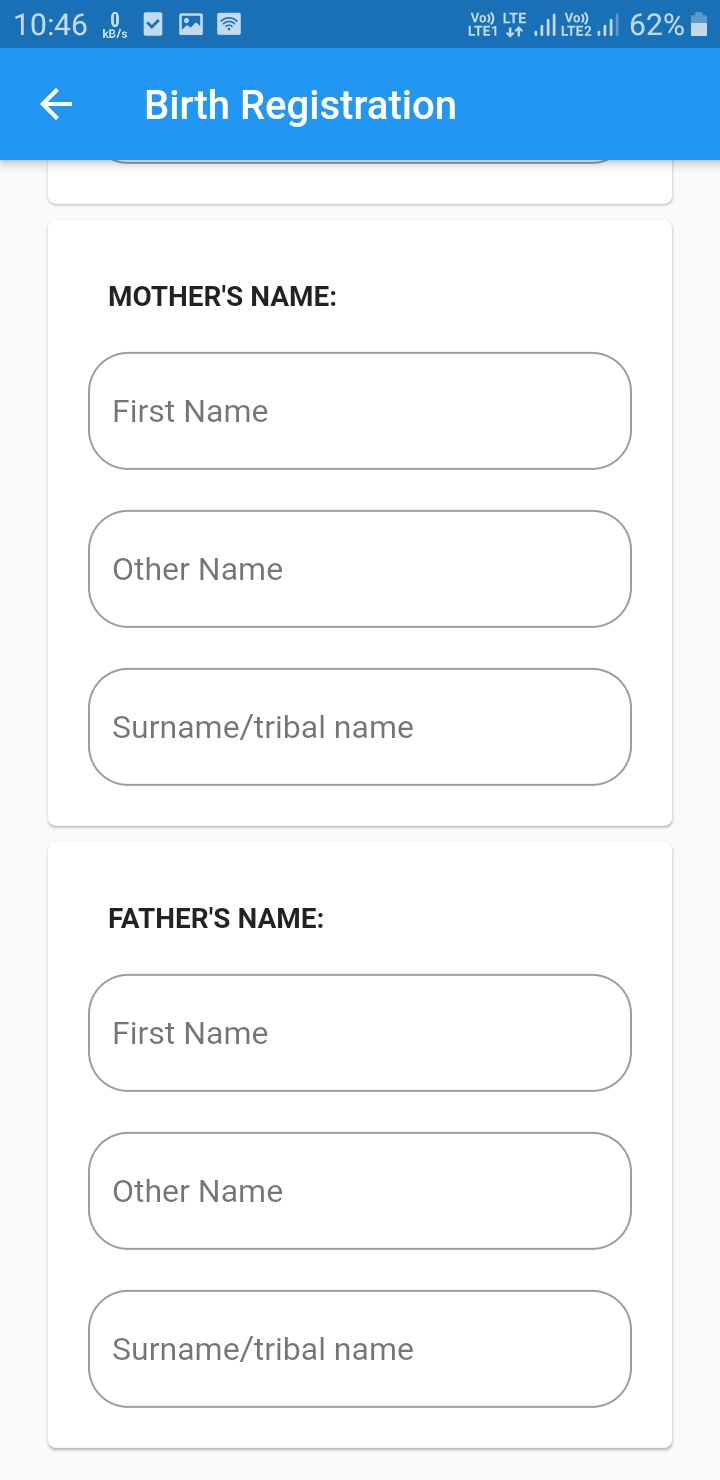 10:46 0 kB/s Vo)) LTE1 LTE Vo)) LTE2 62%
Birth Registration
MOTHER'S NAME:
First Name
Other Name
Surname/tribal name
FATHER'S NAME:
First Name
Other Name
Surname/tribal name